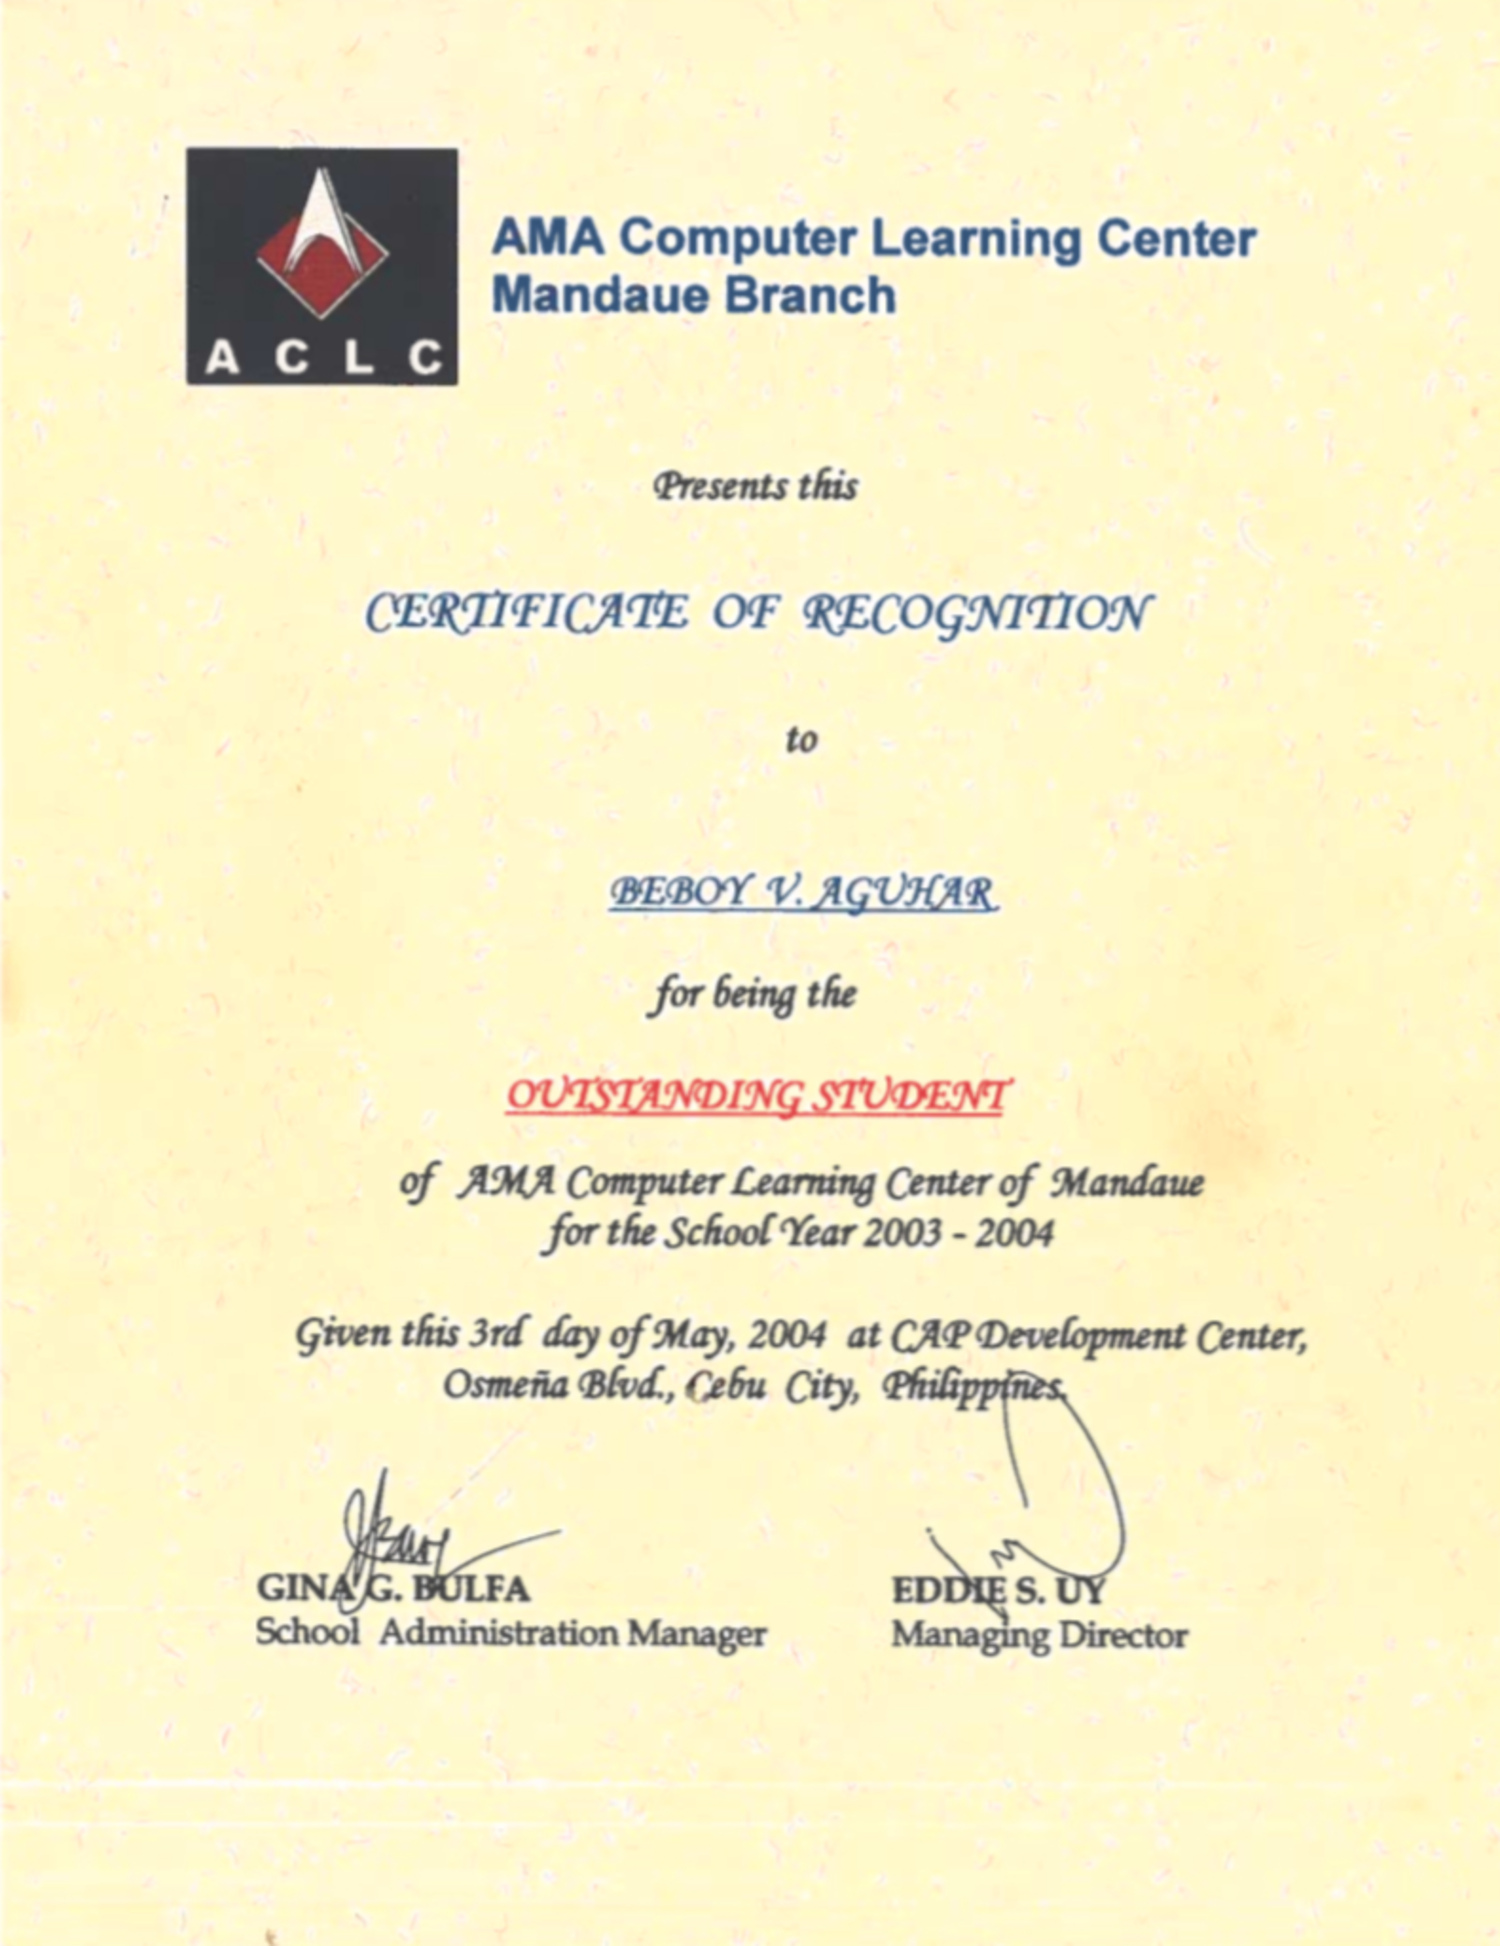 A C L C
AMA Computer Learning Center
Mandaue Branch
Presents this
CERTIFICATE OF RECOGNITION
to
BEBOY V. AGUHAR
for being the
OUTSTANDING STUDENT
of AMA Computer Learning Center of Mandaue
for the School Year 2003 - 2004
Given this 3rd day of May, 2004 at CAP Development Center,
Osmeña Blvd., Cebu City, Philippines.
GINA G. BULFA
School Administration Manager
EDDIE S. UY
Managing Director